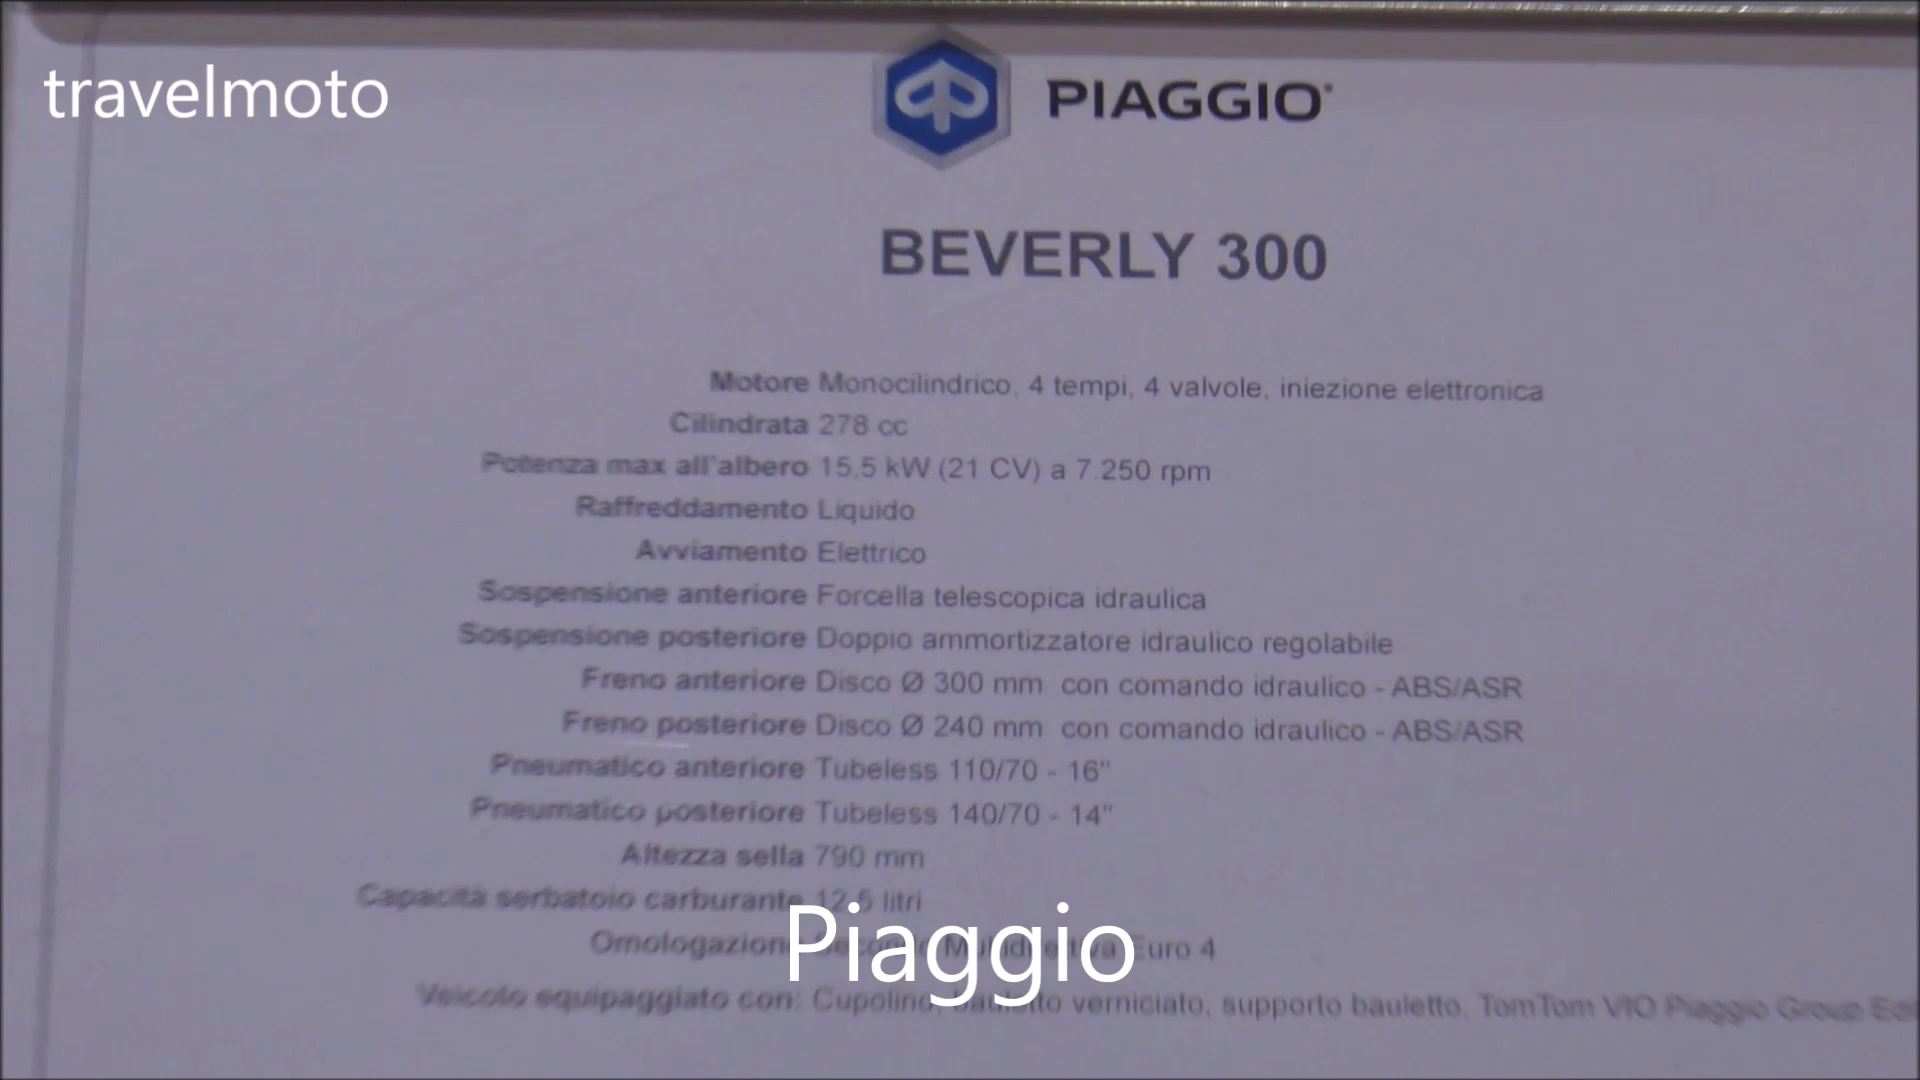 travelmoto
PIAGGIO
BEVERLY 300
Motore Monocilindrico, 4 tempi, 4 valvole, iniezione elettronica
Cilindrata 278 cc
Potenza max all'albero 15.5 kW (21 CV) a 7.250 rpm
Raffreddamento Liquido
Avviamento Elettrico
Sospensione anteriore Forcella telescopica idraulica
Sospensione posteriore Doppio ammortizzatore idraulico regolabile
Freno anteriore Disco Ø 300 mm con comando idraulico - ABS/ASR
Freno posteriore Disco Ø 240 mm con comando idraulico - ABS/ASR
Pneumatico anteriore Tubeless 110/70 - 16"
Pneumatico posteriore Tubeless 140/70 - 14"
Altezza sella 790 mm
Capacità serbatoio carburante 12,5 litri
Omologazione Euro 4
Piaggio
Veicolo equipaggiato con: Cupolino, bauletto verniciato, supporto bauletto, TomTom VIO Piaggio Group